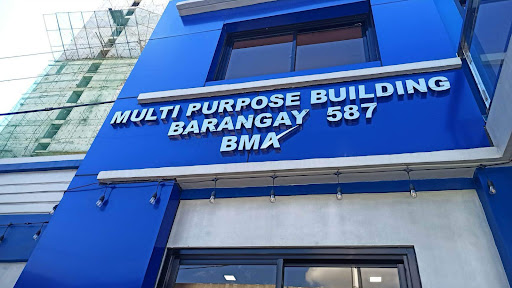 MULTI PURPOSE BUILDING
BARANGAY 587
BMA